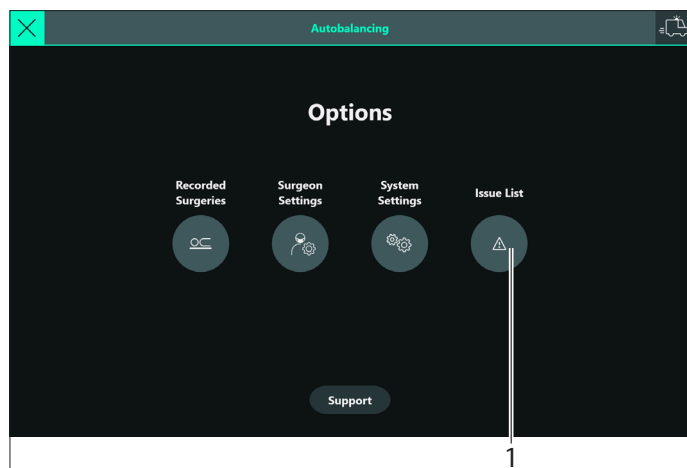 Autobalancing
Options
Recorded
Surgeries
Surgeon
Settings
System
Settings
Issue List
Support
1